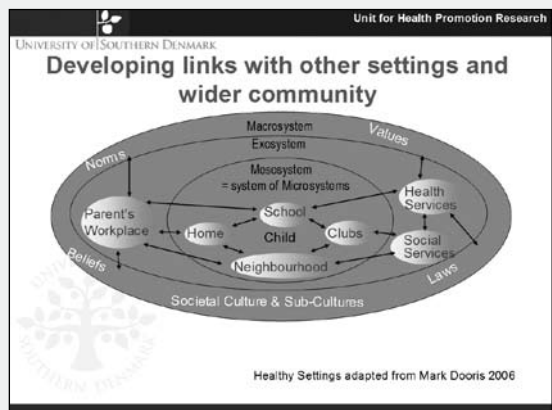 Unit for Health Promotion Research
UNIVERSITY OF SOUTHERN DENMARK
Developing links with other settings and
wider community
Macrosystem
Values
Exosystem
Norms
Mesosystem
= system of Microsystems
Health
Services
Parent's
Workplace
School
Home
Child
Clubs
Social
Services
Neighbourhood
Beliefs
Laws
Societal Culture & Sub-Cultures
SOUTHERN DENMARK
Healthy Settings adapted from Mark Dooris 2006